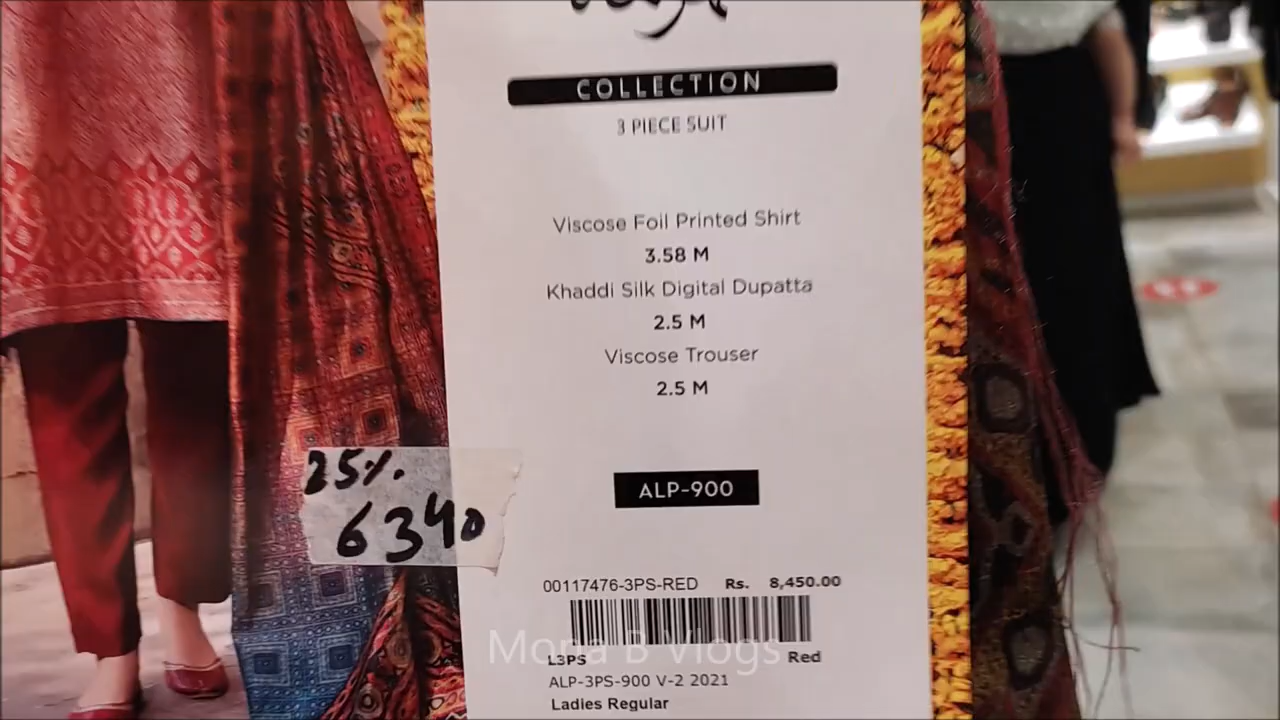 COLLECTION
3 PIECE SUIT
Viscose Foil Printed Shirt
3.58 M
Khaddi Silk Digital Dupatta
2.5 M
Viscose Trouser
2.5 M
ALP-900
25%.
6340
00117476-3PS-RED Rs. 8,450.00
Mona B Vlogs
L3PS Red
ALP-3PS-900 V-2 2021
Ladies Regular